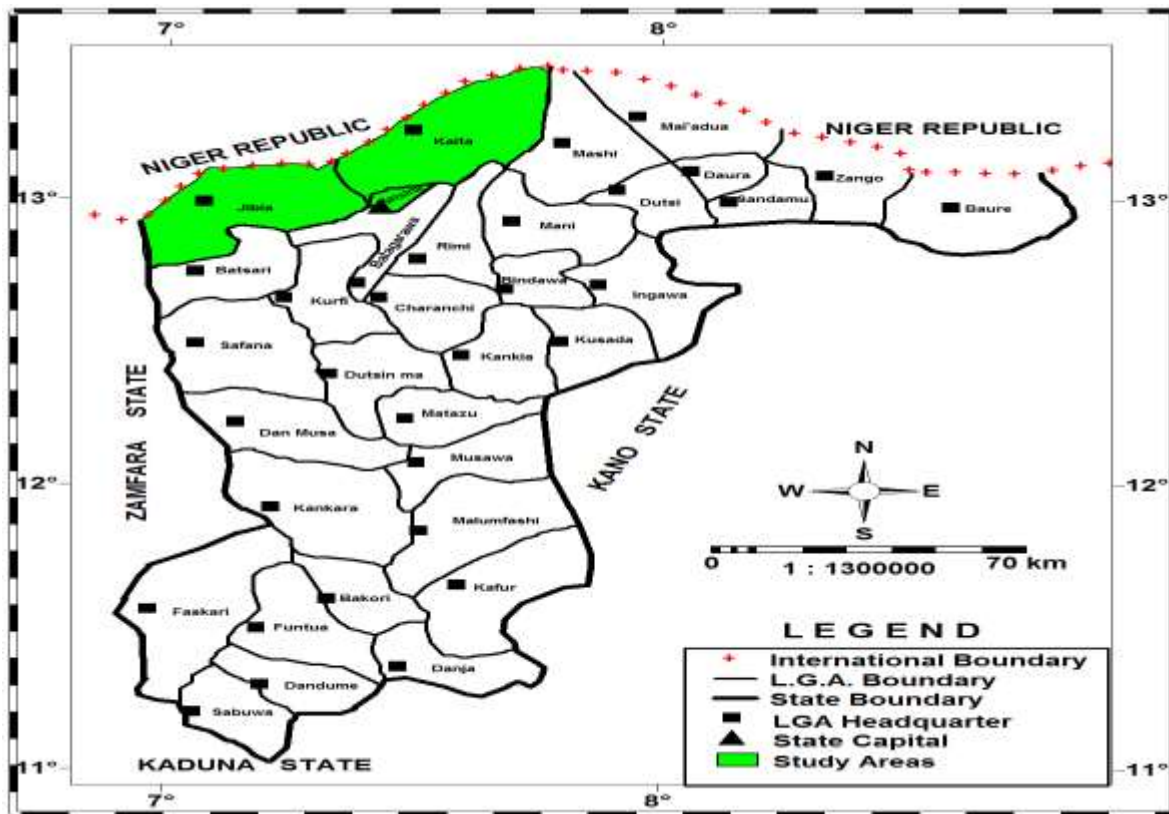 7°
8°
NIGER REPUBLIC
Kaita
Mai'adua
NIGER REPUBLIC
Mashi
13°
Jibia
Daura
Zango
13°
Dutsi
Sandamu
Baure
Batagarawa
Mani
Rimi
Batsari
Bindawa
Kurfi
Charanchi
Ingawa
Safana
Kankia
Kusada
Dutsin ma
ZAMFARA STATE
Matazu
KANO STATE
Dan Musa
Musawa
N
12°
W
E
12°
Kankara
Malumfashi
S
0
1 : 1300000
70 km
Bakori
Kafur
Faskari
Funtua
LEGEND
Danja
International Boundary
Dandume
L.G.A. Boundary
Sabuwa
State Boundary
LGA Headquarter
State Capital
11°
KADUNA STATE
Study Areas
11°
7°
8°